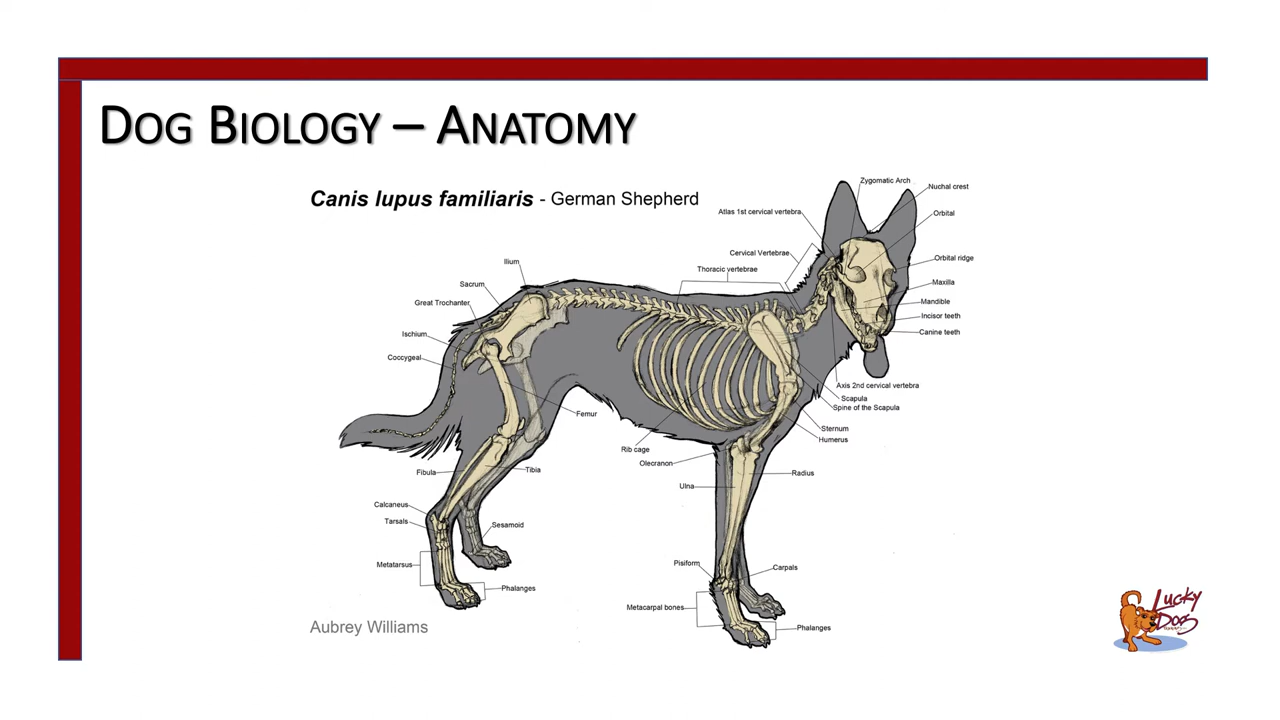 DOG BIOLOGY – ANATOMY
Canis lupus familiaris - German Shepherd
Zygomatic Arch
Nuchal crest
Atlas 1st cervical vertebra
Orbital
Cervical Vertebrae
Orbital ridge
Ilium
Thoracic vertebrae
Sacrum
Maxilla
Great Trochanter
Mandible
Incisor teeth
Ischium
Canine teeth
Coccygeal
Axis 2nd cervical vertebra
Scapula
Spine of the Scapula
Femur
Sternum
Humerus
Rib cage
Olecranon
Fibula
Tibia
Radius
Ulna
Calcaneus
Tarsals
Sesamoid
Metatarsus
Pisiform
Carpals
Phalanges
Metacarpal bones
Phalanges
Aubrey Williams
LUCKY
DOG